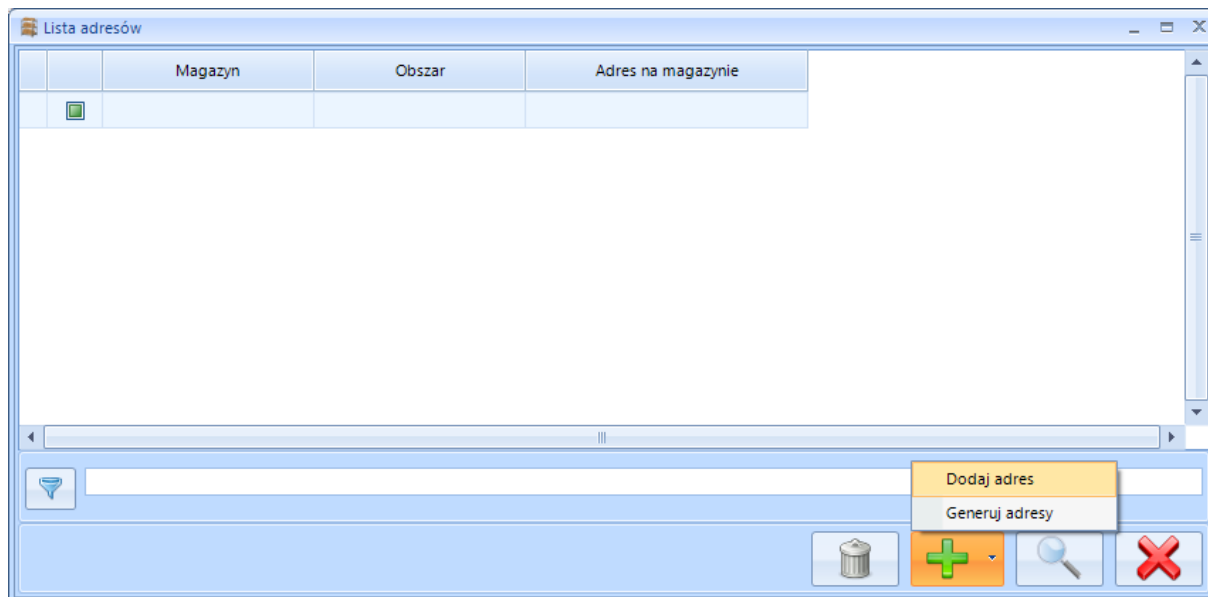 Lista adresów
Magazyn Obszar Adres na magazynie
Dodaj adres
Generuj adresy